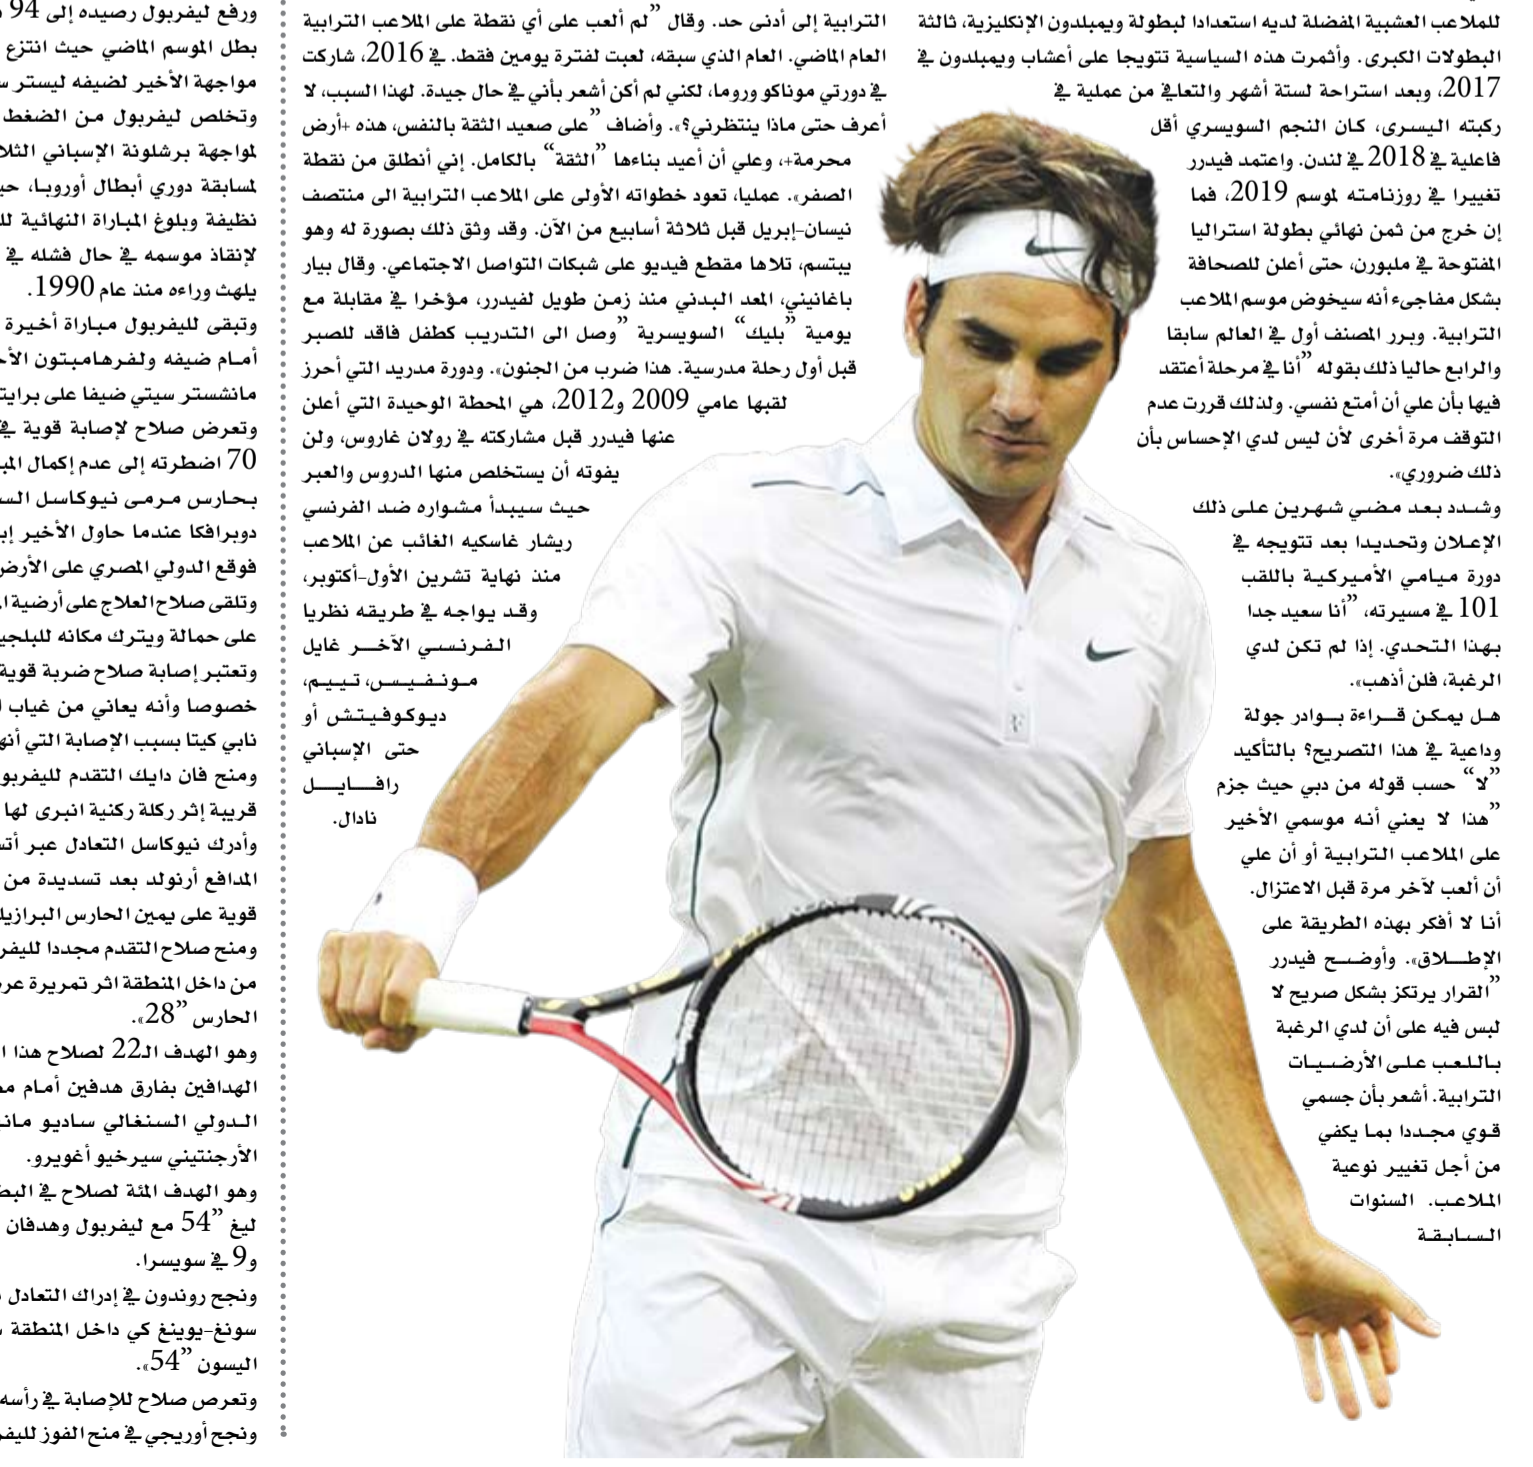 للملاعب العشبية المفضلة لديه استعدادا لبطولة ويمبلدون الإنكليزية، ثالثة
البطولات الكبرى. وأثمرت هذه السياسية تتويجا على أعشاب ويمبلدون في
2017، وبعد استراحة لستة أشهر والتعافي من عملية في
ركبته اليسرى، كان النجم السويسري أقل
فاعلية في 2018 في لندن. واعتمد فيدرر
تغييرا في روزنامته لموسم 2019، فما
إن خرج من ثمن نهائي بطولة استراليا
المفتوحة في ملبورن، حتى أعلن للصحافة
بشكل مفاجىء أنه سيخوض موسم الملاعب
الترابية. وبرر المصنف أول في العالم سابقا
والرابع حاليا ذلك بقوله ”أنا في مرحلة أعتقد
فيها بأن علي أن أمتع نفسي. ولذلك قررت عدم
التوقف مرة أخرى لأن ليس لدي الإحساس بأن
ذلك ضروري».
وشدد بعد مضي شهرين على ذلك
الإعلان وتحديدا بعد تتويجه في
دورة ميامي الأميركية باللقب
101 في مسيرته، ”أنا سعيد جدا
بهذا التحدي. إذا لم تكن لدي
الرغبة، فلن أذهب».
هل يمكن قراءة بوادر جولة
وداعية في هذا التصريح؟ بالتأكيد
”لا“ حسب قوله من دبي حيث جزم
”هذا لا يعني أنه موسمي الأخير
على الملاعب الترابية أو أن علي
أن ألعب لآخر مرة قبل الاعتزال.
أنا لا أفكر بهذه الطريقة على
الإطلاق». وأوضح فيدرر
”القرار يرتكز بشكل صريح لا
لبس فيه على أن لدي الرغبة
باللعب على الأرضيات
الترابية. أشعر بأن جسمي
قوي مجددا بما يكفي
من أجل تغيير نوعية
الملاعب. السنوات
السابقة
الترابية إلى أدنى حد. وقال ”لم ألعب على أي نقطة على الملاعب الترابية
العام الماضي. العام الذي سبقه، لعبت لفترة يومين فقط. في 2016، شاركت
في دورتي موناكو وروما، لكني لم أكن أشعر بأني في حال جيدة. لهذا السبب، لا
أعرف حتى ماذا ينتظرني؟». وأضاف ”على صعيد الثقة بالنفس، هذه +أرض
محرمة+، وعلي أن أعيد بناءها ”الثقة“ بالكامل. إني أنطلق من نقطة
الصفر». عمليا، تعود خطواته الأولى على الملاعب الترابية الى منتصف
نيسان-إبريل قبل ثلاثة أسابيع من الآن. وقد وثق ذلك بصورة له وهو
يبتسم، تلاها مقطع فيديو على شبكات التواصل الاجتماعي. وقال بيار
باغانيني، المعد البدني منذ زمن طويل لفيدرر، مؤخرا في مقابلة مع
يومية ”بليك“ السويسرية ”وصل الى التدريب كطفل فاقد للصبر
قبل أول رحلة مدرسية. هذا ضرب من الجنون». ودورة مدريد التي أحرز
لقبها عامي 2009 و2012، هي المحطة الوحيدة التي أعلن
عنها فيدرر قبل مشاركته في رولان غاروس، ولن
يفوته أن يستخلص منها الدروس والعبر
حيث سيبدأ مشواره ضد الفرنسي
ريشار غاسكيه الغائب عن الملاعب
منذ نهاية تشرين الأول-أكتوبر،
وقد يواجه في طريقه نظريا
الفرنسي الآخر غايل
مونفيس، تييم،
ديوكوفيتش أو
حتى الإسباني
رافايل
نادال.
ورفع ليفربول رصيده إلى 94
بطل الموسم الماضي حيث انتزع
مواجهة الأخير لضيفه ليستر
وتخلص ليفربول من الضغط
لمواجهة برشلونة الإسباني
لمسابقة دوري أبطال أوروبا،
نظيفة وبلوغ المباراة النهائية
لإنقاذ موسمه في حال فشله في
يلهث وراءه منذ عام 1990.
وتبقى لليفربول مباراة أخيرة
أمام ضيفه ولفرهامبتون
مانشستر سيتي ضيفا على
وتعرض صلاح لإصابة قوية
70 اضطرته إلى عدم إكمال
بحارس مرمى نيوكاسل
دوبرافكا عندما حاول الأخير
فوقع الدولي المصري على الأرض
وتلقى صلاح العلاج على أرضية
على حمالة ويترك مكانه
وتعتبر إصابة صلاح ضربة قوية
خصوصا وأنه يعاني من غياب
نابي كيتا بسبب الإصابة التي
ومنح فان دايك التقدم
قريبة إثر ركلة ركنية انبرى لها
وأدرك نيوكاسل التعادل عبر
المدافع أرنولد بعد تسديدة من
قوية على يمين الحارس
ومنح صلاح التقدم مجددا
من داخل المنطقة اثر تمريرة
الحارس ”28».
وهو الهدف الـ22 لصلاح هذا
الهدافين بفارق هدفين أمام
الدولي السنغالي ساديو
الأرجنتيني سيرخيو أغويرو.
وهو الهدف المئة لصلاح في
ليغ ”54 مع ليفربول وهدفان
و9 في سويسرا.
ونجح روندون في إدراك التعادل
سونغ-يوينغ كي داخل المنطقة
اليسون ”54».
وتعرض صلاح للإصابة في رأسه
ونجح أوريجي في منح الفوز